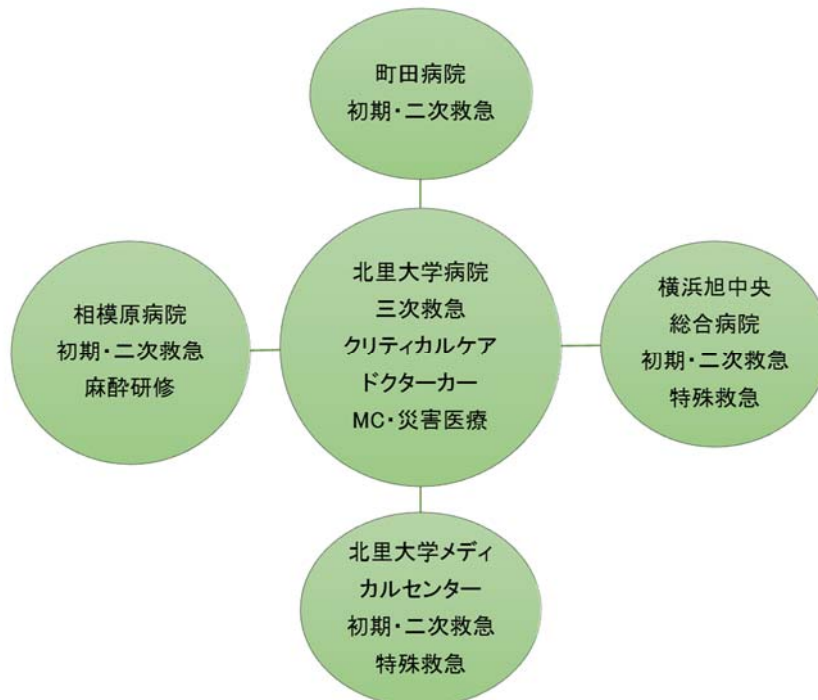 町田病院
初期・二次救急
北里大学病院
三次救急
クリティカルケア
ドクターカー
MC・災害医療
相模原病院
初期・二次救急
麻酔研修
横浜旭中央
総合病院
初期・二次救急
特殊救急
北里大学メディ
カルセンター
初期・二次救急
特殊救急